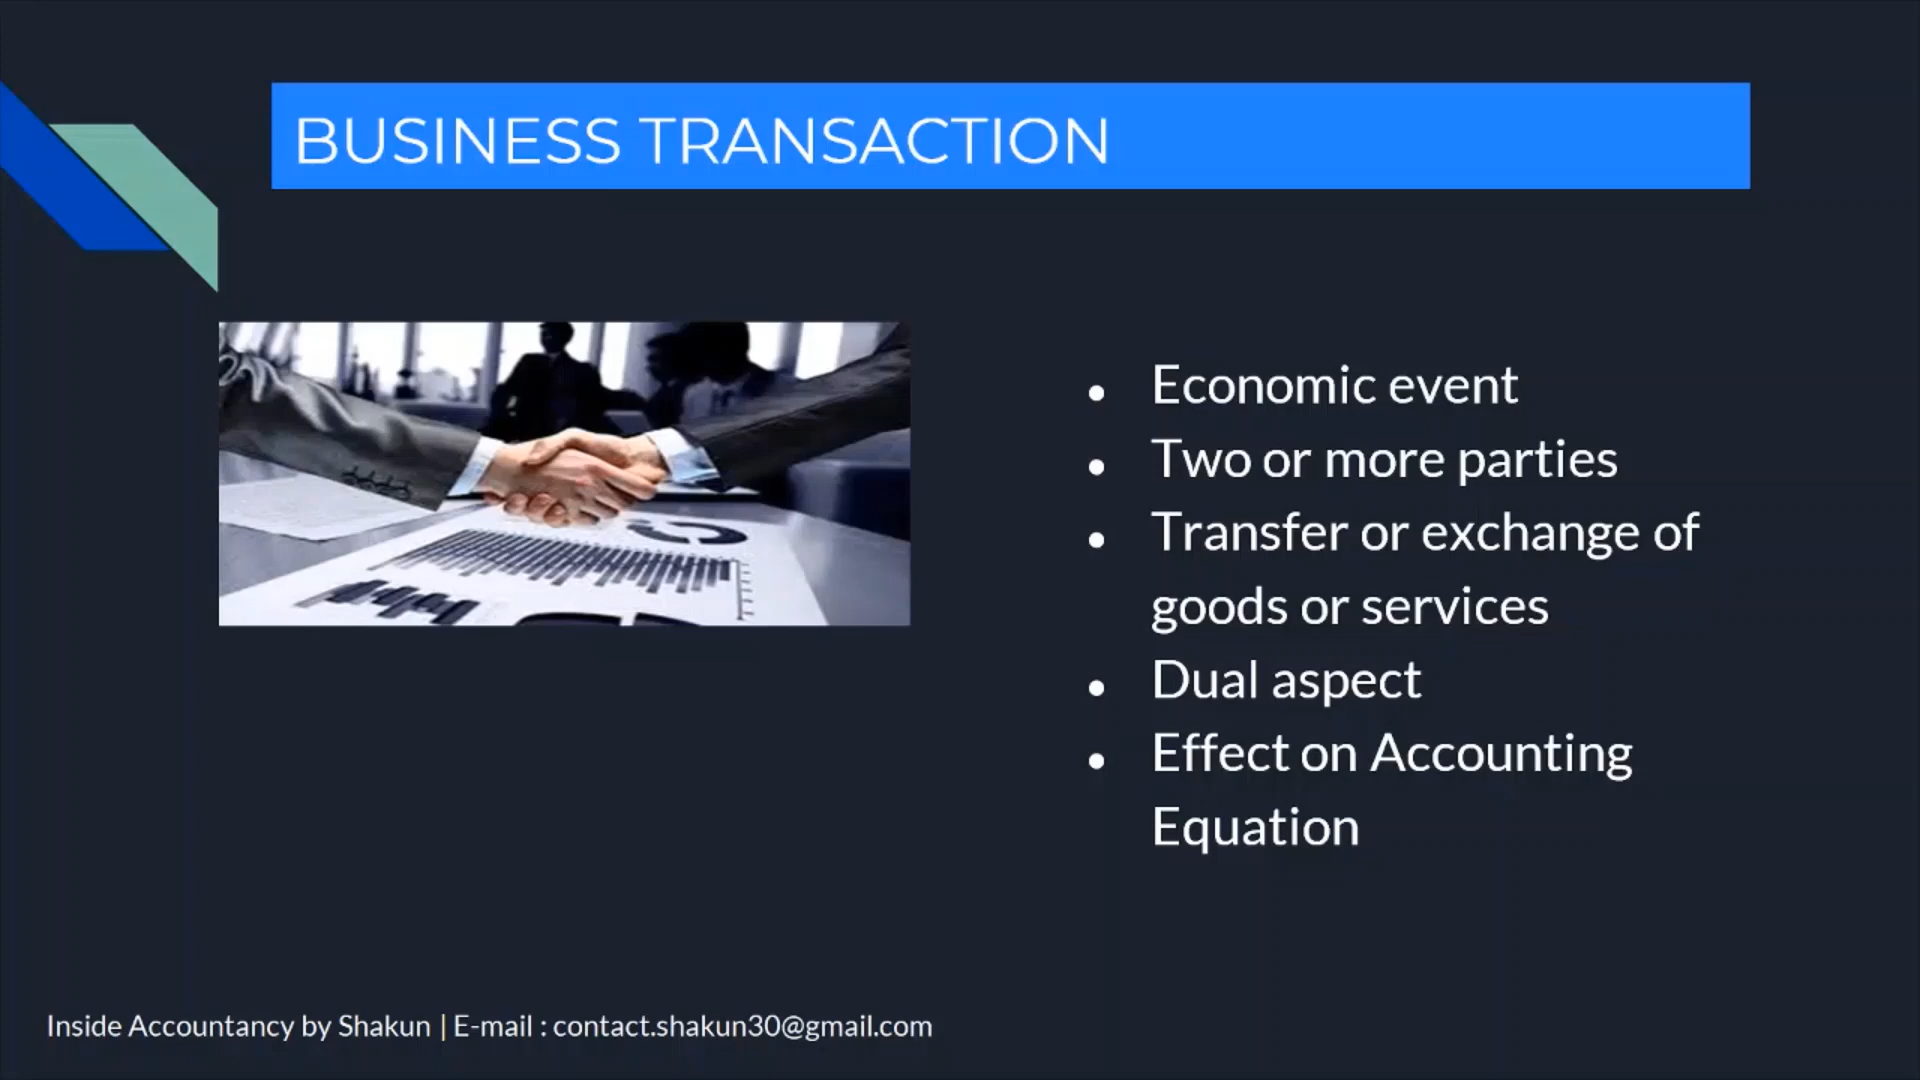 BUSINESS TRANSACTION
● Economic event
● Two or more parties
● Transfer or exchange of
goods or services
● Dual aspect
● Effect on Accounting
Equation
Inside Accountancy by Shakun | E-mail : contact.shakun30@gmail.com